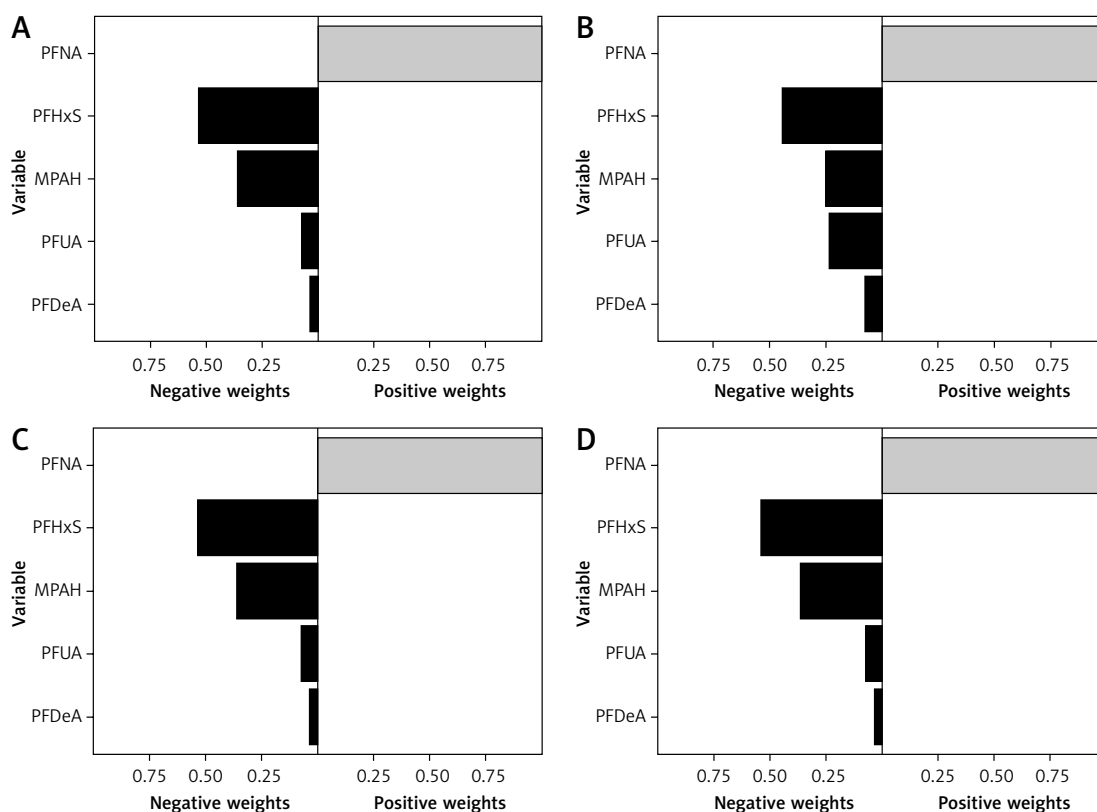 A
PFNA
PFHxS
MPAH
PFUA
PFDeA
Variable
0.75 0.50 0.25 0.25 0.50 0.75
Negative weights Positive weights
B
PFNA
PFHxS
MPAH
PFUA
PFDeA
Variable
0.75 0.50 0.25 0.25 0.50 0.75
Negative weights Positive weights
C
PFNA
PFHxS
MPAH
PFUA
PFDeA
Variable
0.75 0.50 0.25 0.25 0.50 0.75
Negative weights Positive weights
D
PFNA
PFHxS
MPAH
PFUA
PFDeA
Variable
0.75 0.50 0.25 0.25 0.50 0.75
Negative weights Positive weights